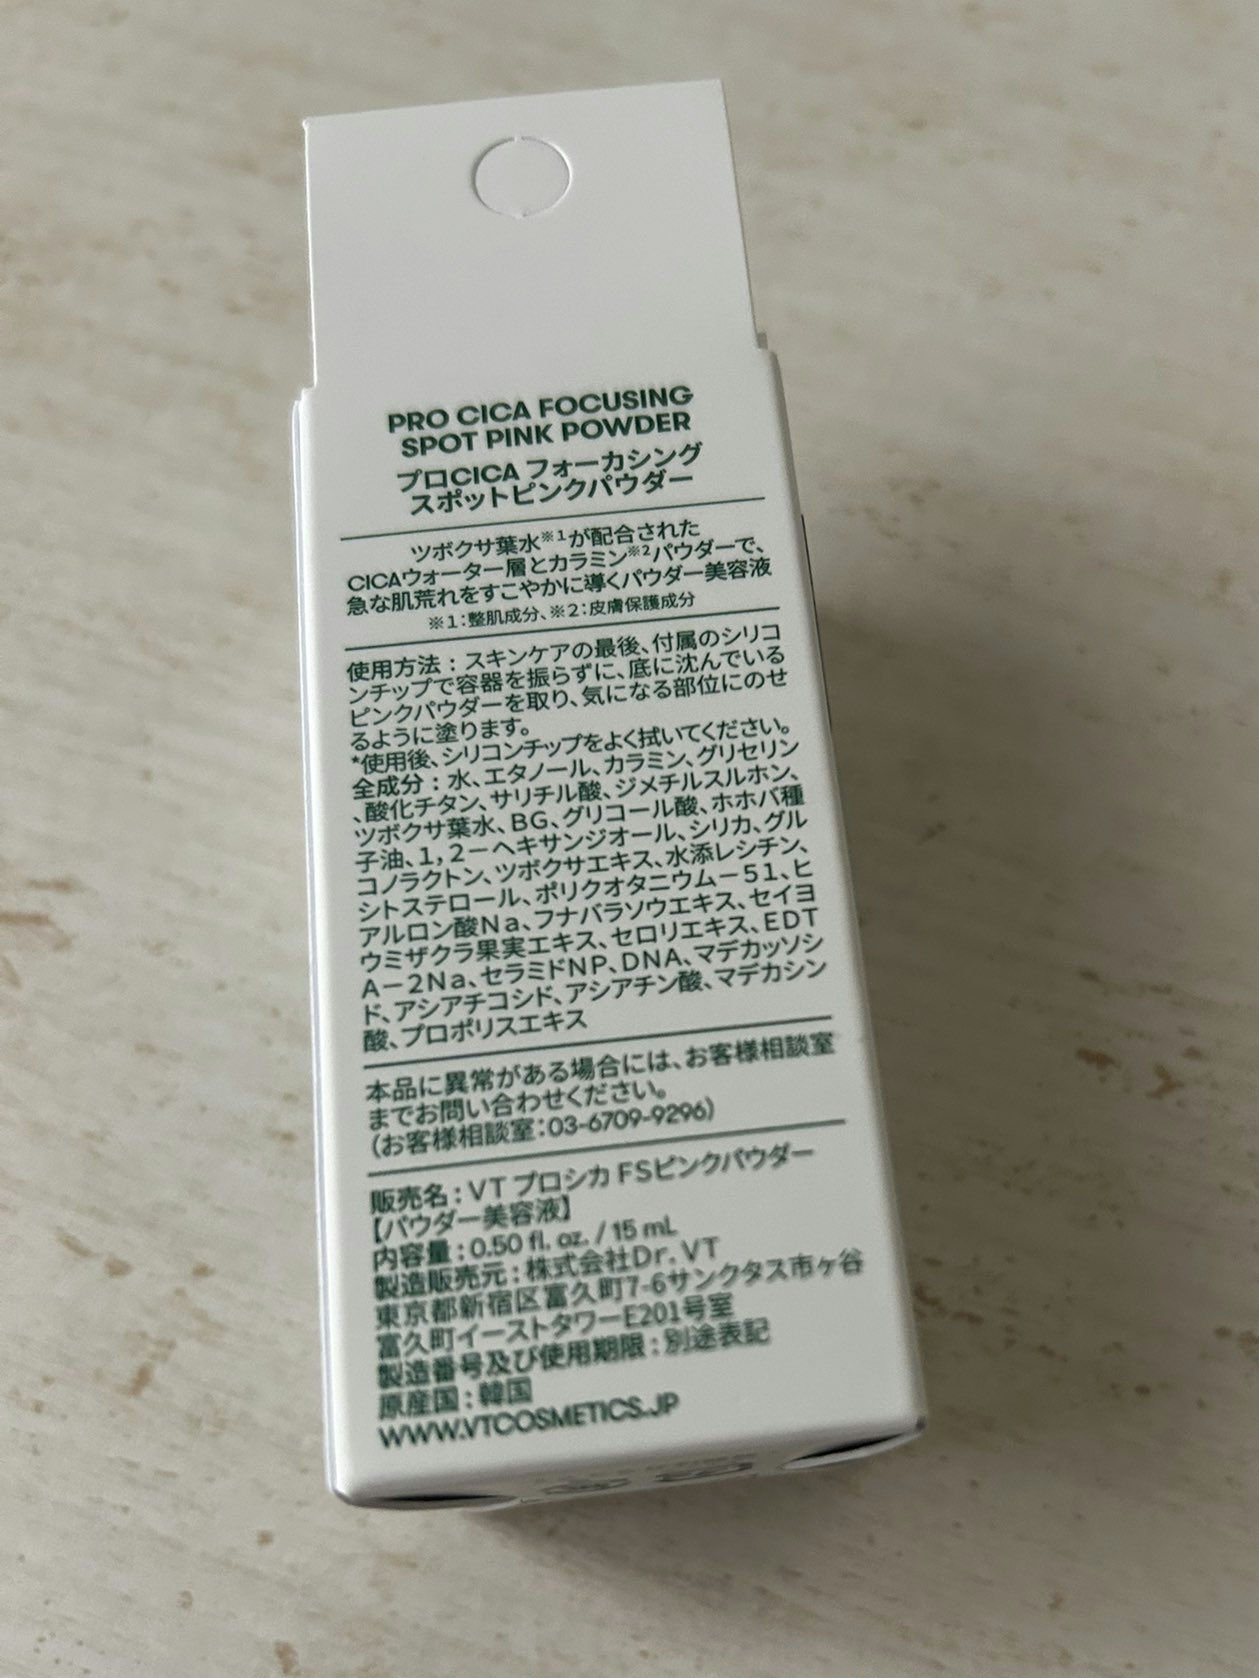 PRO CICA FOCUSING
SPOT PINK POWDER
プロCICA フォーカシング
スポットピンクパウダー
ツボクサ葉水※1が配合された
CICAウォーター層とカラミン※2パウダーで、
急な肌荒れをすこやかに導くパウダー美容液
※1:整肌成分、※2:皮膚保護成分
使用方法 : スキンケアの最後、付属のシリコ
ンチップで容器を振らずに、底に沈んでいる
ピンクパウダーを取り、気になる部位にのせ
るように塗ります。
*使用後、シリコンチップをよく拭いてください。
全成分 : 水、エタノール、カラミン、グリセリン
、酸化チタン、サリチル酸、ジメチルスルホン、
ツボクサ葉水、BG、グリコール酸、ホホバ種
子油、1,2-ヘキサンジオール、シリカ、グル
コノラクトン、ツボクサエキス、水添レシチン、
シトステロール、ポリクオタニウム-51、ヒ
アルロン酸Na、フナバラソウエキス、セイヨ
ウミザクラ果実エキス、セロリエキス、EDT
A-2Na、セラミドNP、DNA、マデカッソシ
ド、アシアチコシド、アシアチン酸、マデカシン
酸、プロポリスエキス
本品に異常がある場合には、お客様相談室
までお問い合わせください。
(お客様相談室:03-6709-9296)
販売名 : VT プロシカ FSピンクパウダー
【パウダー美容液】
内容量 : 0.50 fl. oz. / 15 mL
製造販売元 : 株式会社Dr. VT
東京都新宿区富久町7-6サンクタス市ヶ谷
富久町イーストタワーE201号室
製造番号及び使用期限 : 別途表記
原産国 : 韓国
WWW.VTCOSMETICS.JP